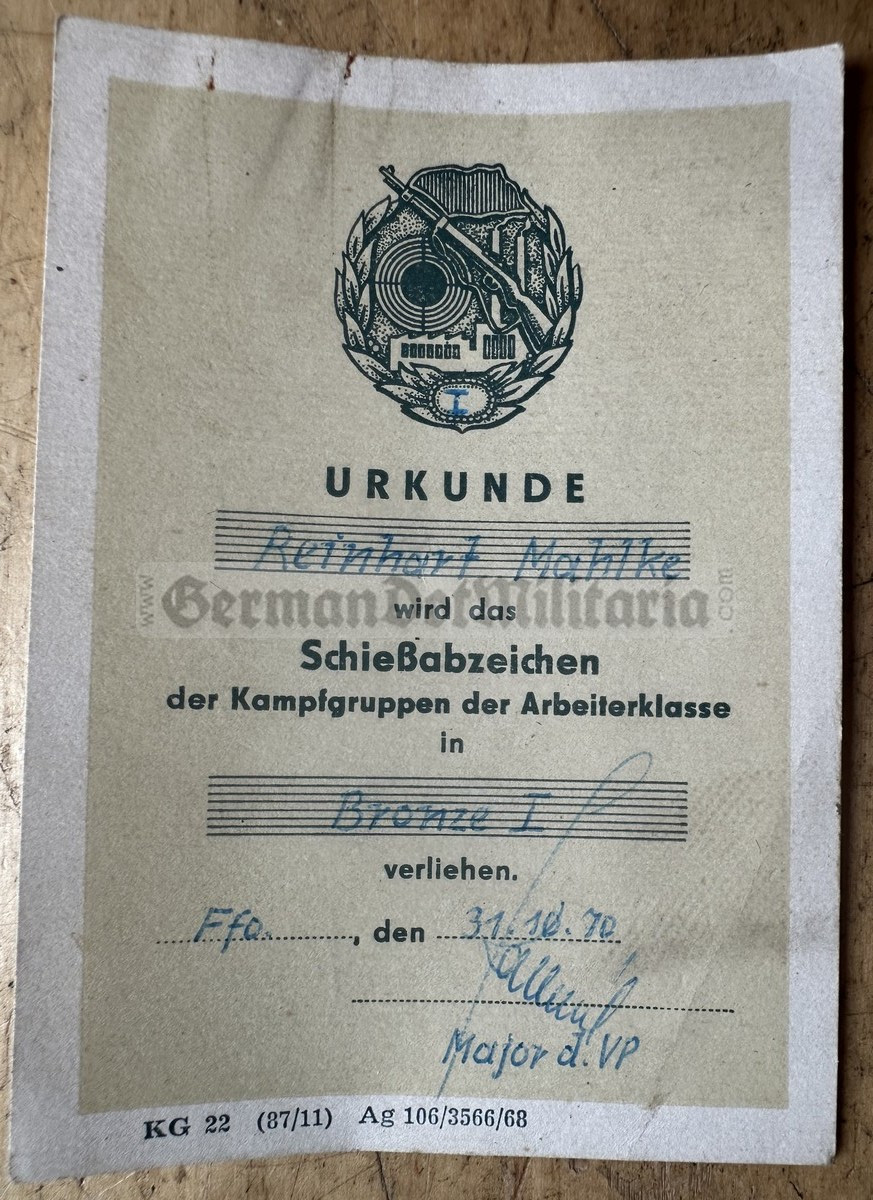 I
URKUNDE
Reinhart Mahlke
www.GermanDotMilitaria.com
wird das
Schießabzeichen
der Kampfgruppen der Arbeiterklasse
in
Bronze I
verliehen.
Ffo., den 31.10.70
Major d. VP
KG 22 (87/11) Ag 106/3566/68